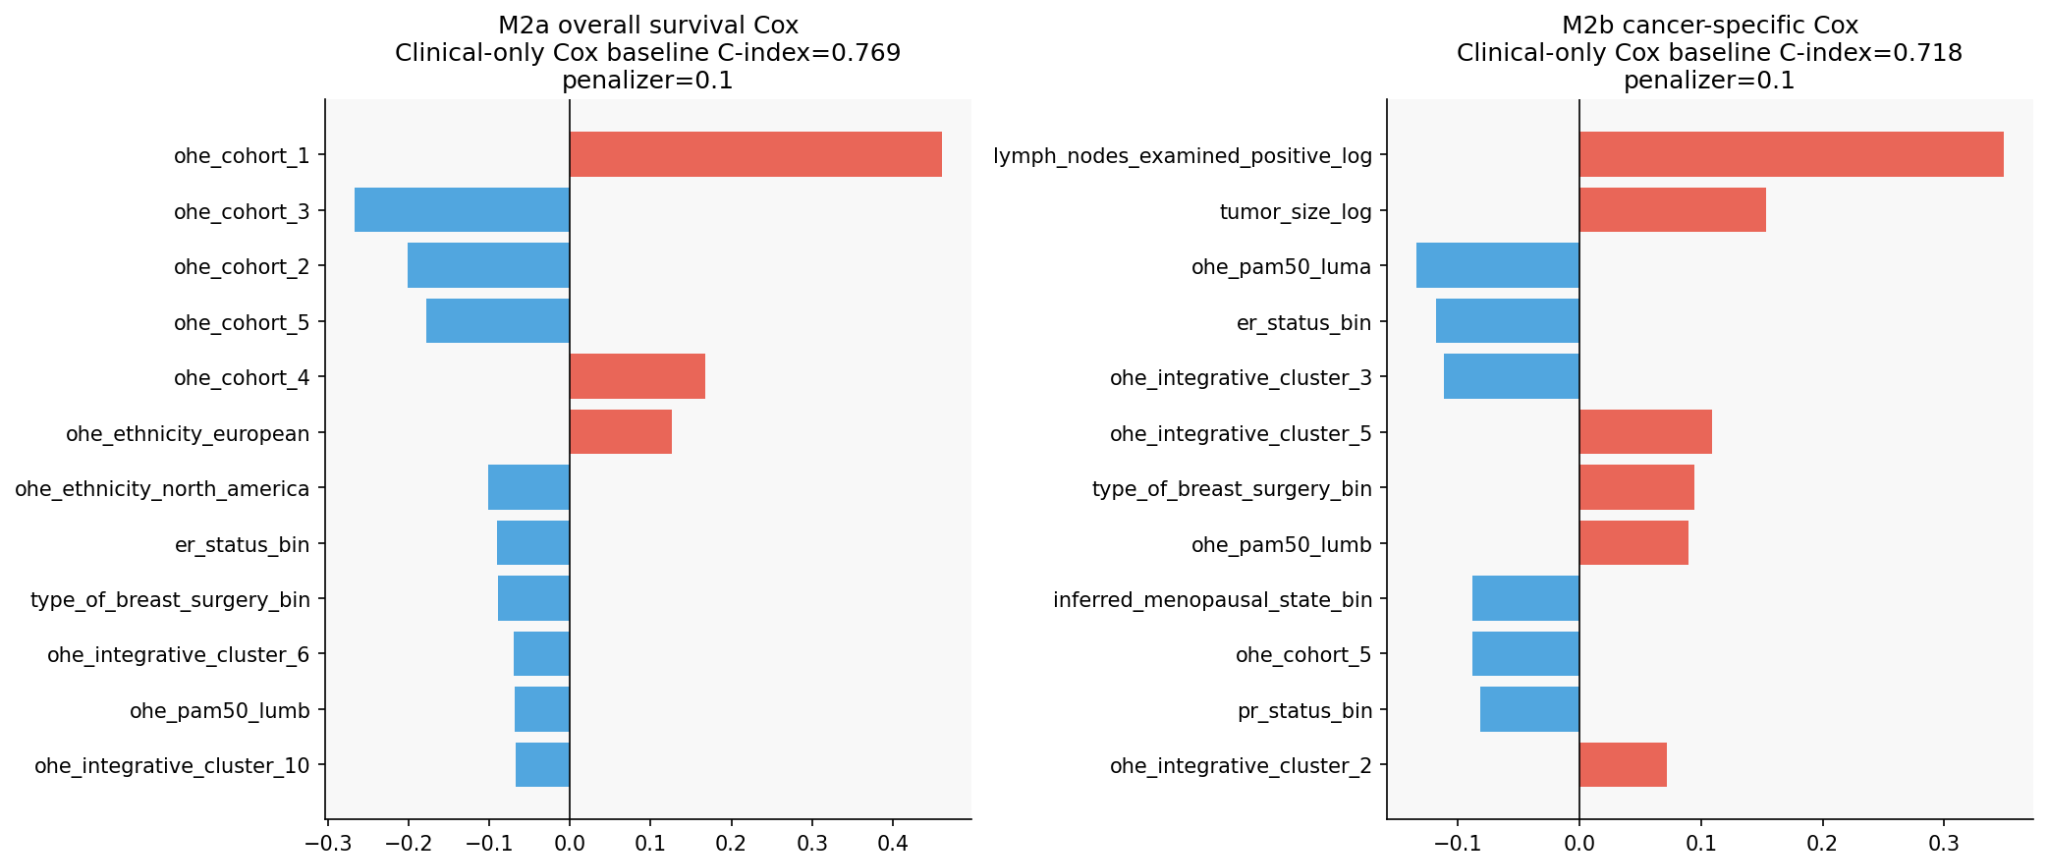 M2a overall survival Cox
Clinical-only Cox baseline C-index=0.769
penalizer=0.1
ohe_cohort_1
ohe_cohort_3
ohe_cohort_2
ohe_cohort_5
ohe_cohort_4
ohe_ethnicity_european
ohe_ethnicity_north_america
er_status_bin
type_of_breast_surgery_bin
ohe_integrative_cluster_6
ohe_pam50_lumb
ohe_integrative_cluster_10
−0.3 −0.2 −0.1 0.0 0.1 0.2 0.3 0.4
M2b cancer-specific Cox
Clinical-only Cox baseline C-index=0.718
penalizer=0.1
lymph_nodes_examined_positive_log
tumor_size_log
ohe_pam50_luma
er_status_bin
ohe_integrative_cluster_3
ohe_integrative_cluster_5
type_of_breast_surgery_bin
ohe_pam50_lumb
inferred_menopausal_state_bin
ohe_cohort_5
pr_status_bin
ohe_integrative_cluster_2
−0.1 0.0 0.1 0.2 0.3